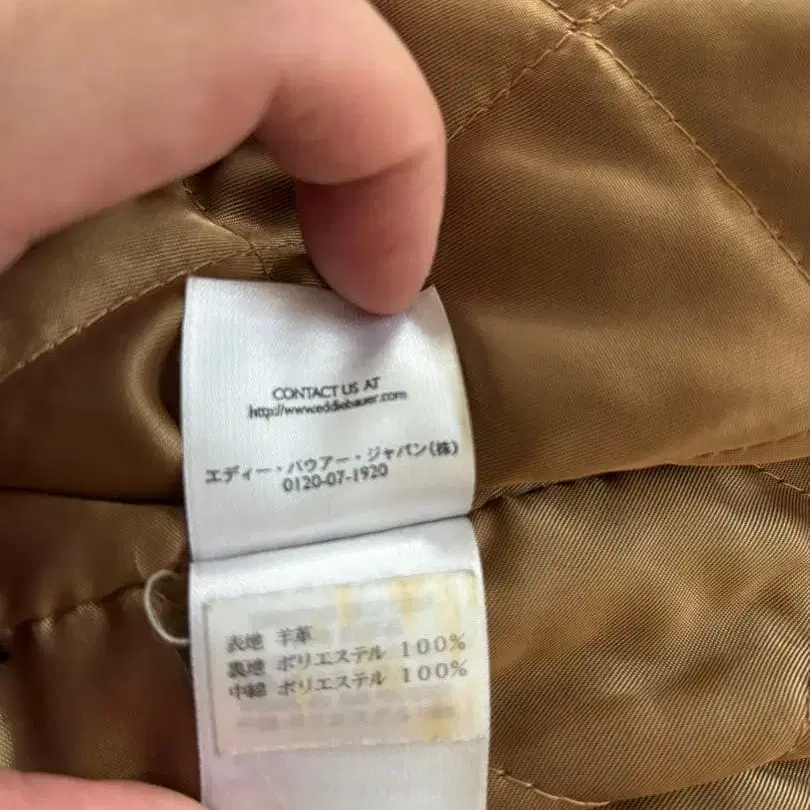 CONTACT US AT
http://www.eddiebauer.com
エディー・バウアー・ジャパン(株)
0120-07-1920
表地 羊革
裏地 ポリエステル 100%
中綿 ポリエステル 100%